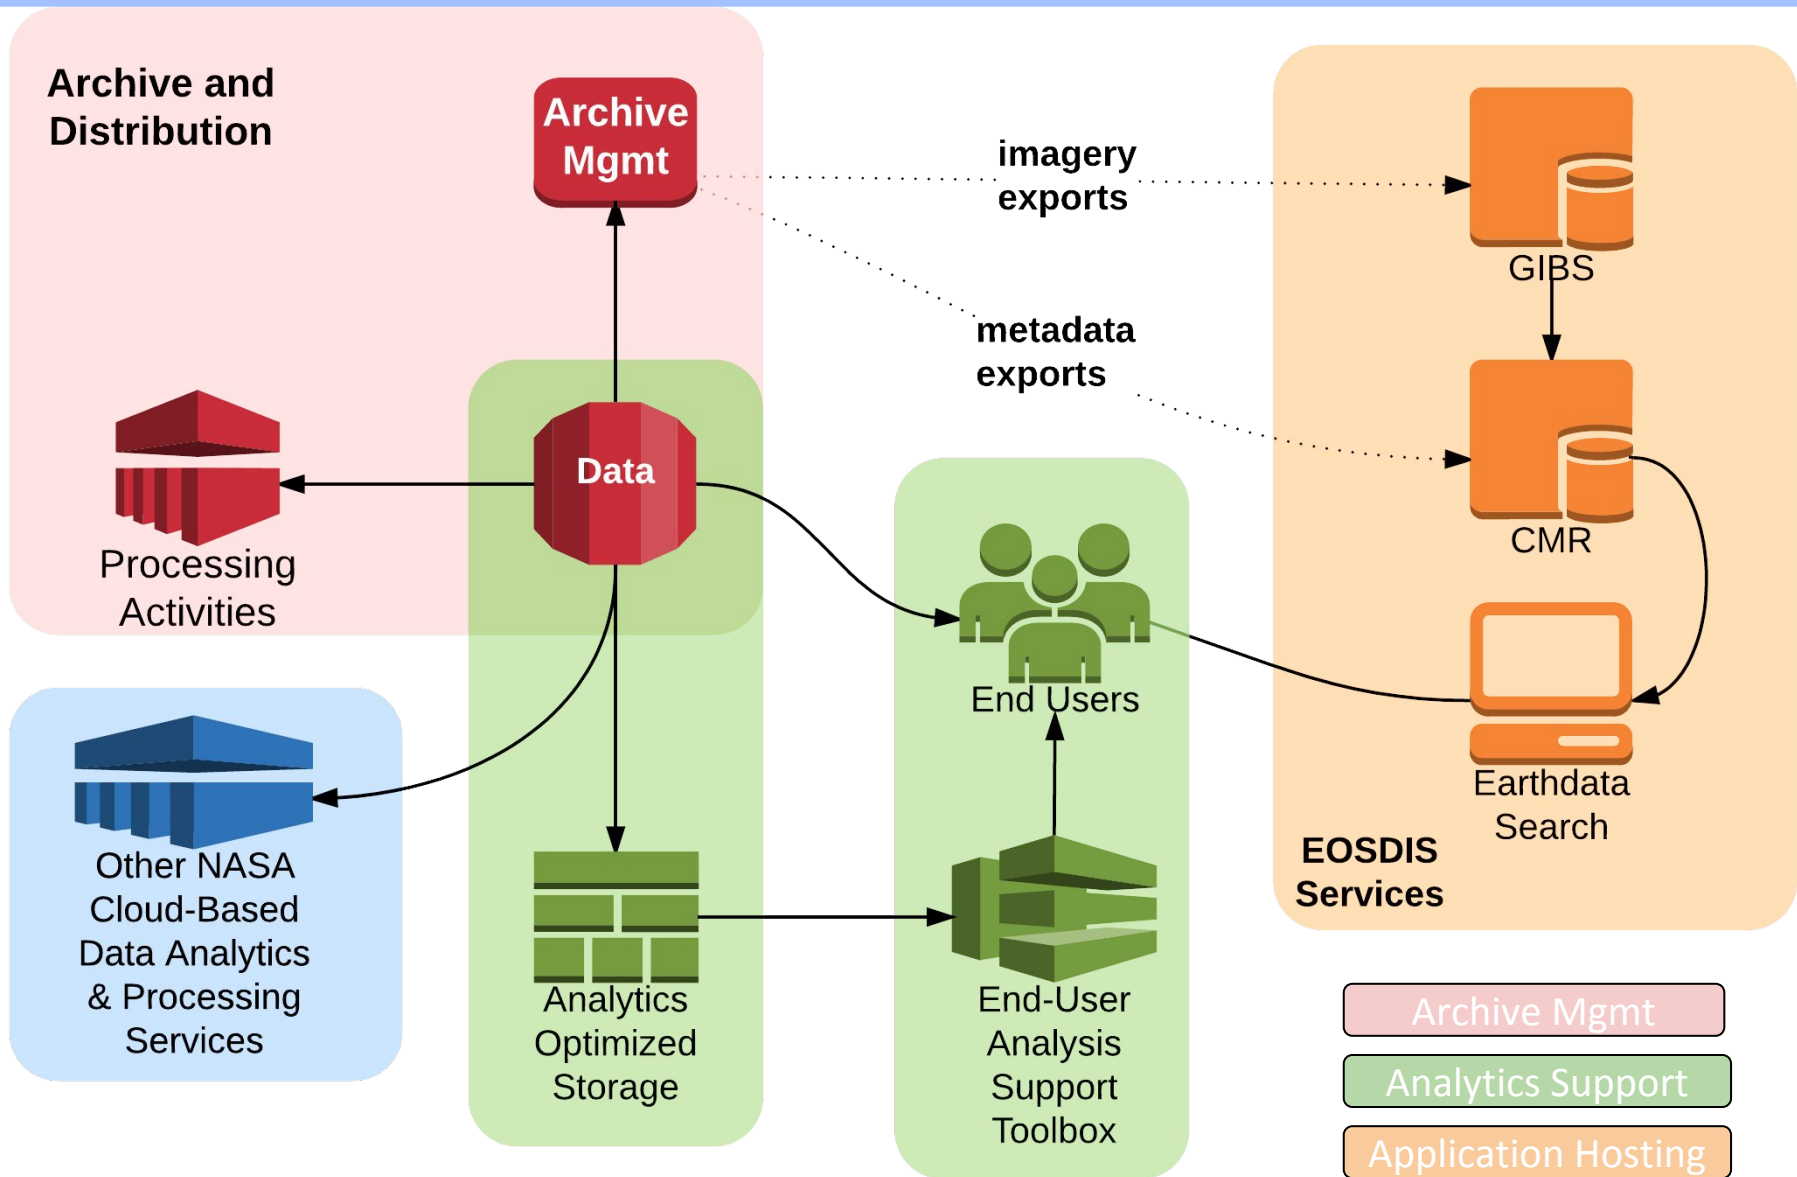 Archive and
Distribution
Archive
Mgmt
imagery
exports
GIBS
metadata
exports
Data
Processing
Activities
CMR
End Users
Earthdata
Search
EOSDIS
Services
Other NASA
Cloud-Based
Data Analytics
& Processing
Services
Analytics
Optimized
Storage
End-User
Analysis
Support
Toolbox
Archive Mgmt
Analytics Support
Application Hosting